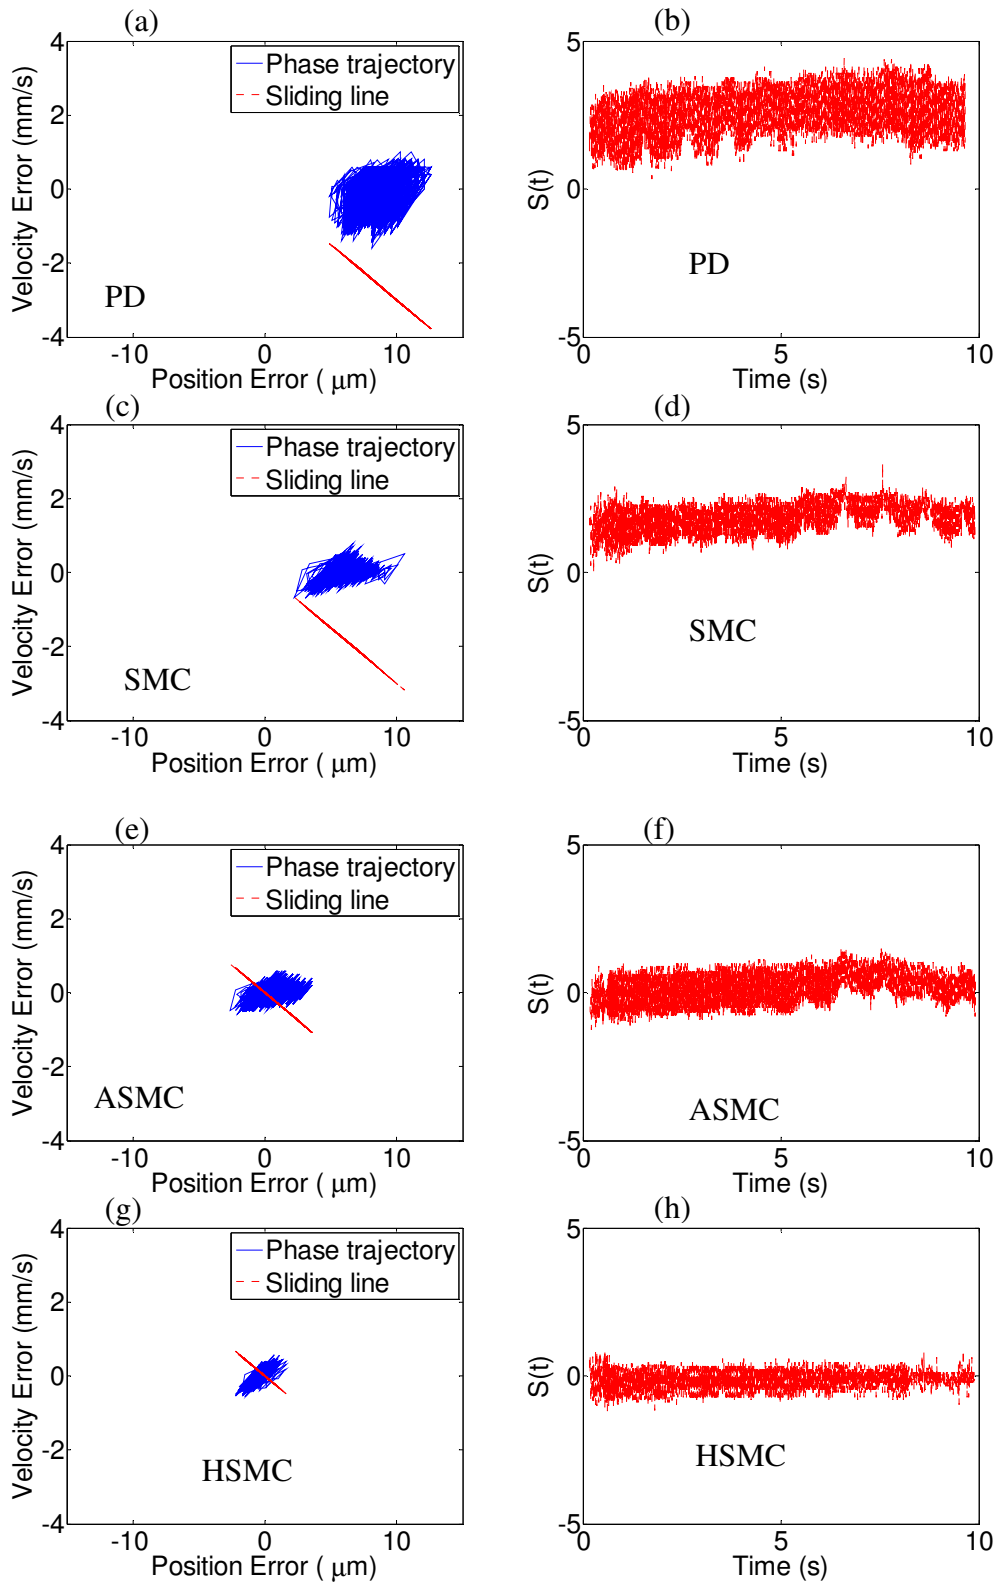 (a)
4
2
0
-2
-4
Velocity Error (mm/s)
Phase trajectory
Sliding line
PD
-10 0 10
Position Error ( μm)
(b)
5
0
-5
S(t)
PD
0 5 10
Time (s)
(c)
4
2
0
-2
-4
Velocity Error (mm/s)
Phase trajectory
Sliding line
SMC
-10 0 10
Position Error ( μm)
(d)
5
0
-5
S(t)
SMC
0 5 10
Time (s)
(e)
4
2
0
-2
-4
Velocity Error (mm/s)
Phase trajectory
Sliding line
ASMC
-10 0 10
Position Error ( μm)
(f)
5
0
-5
S(t)
ASMC
0 5 10
Time (s)
(g)
4
2
0
-2
-4
Velocity Error (mm/s)
Phase trajectory
Sliding line
HSMC
-10 0 10
Position Error ( μm)
(h)
5
0
-5
S(t)
HSMC
0 5 10
Time (s)